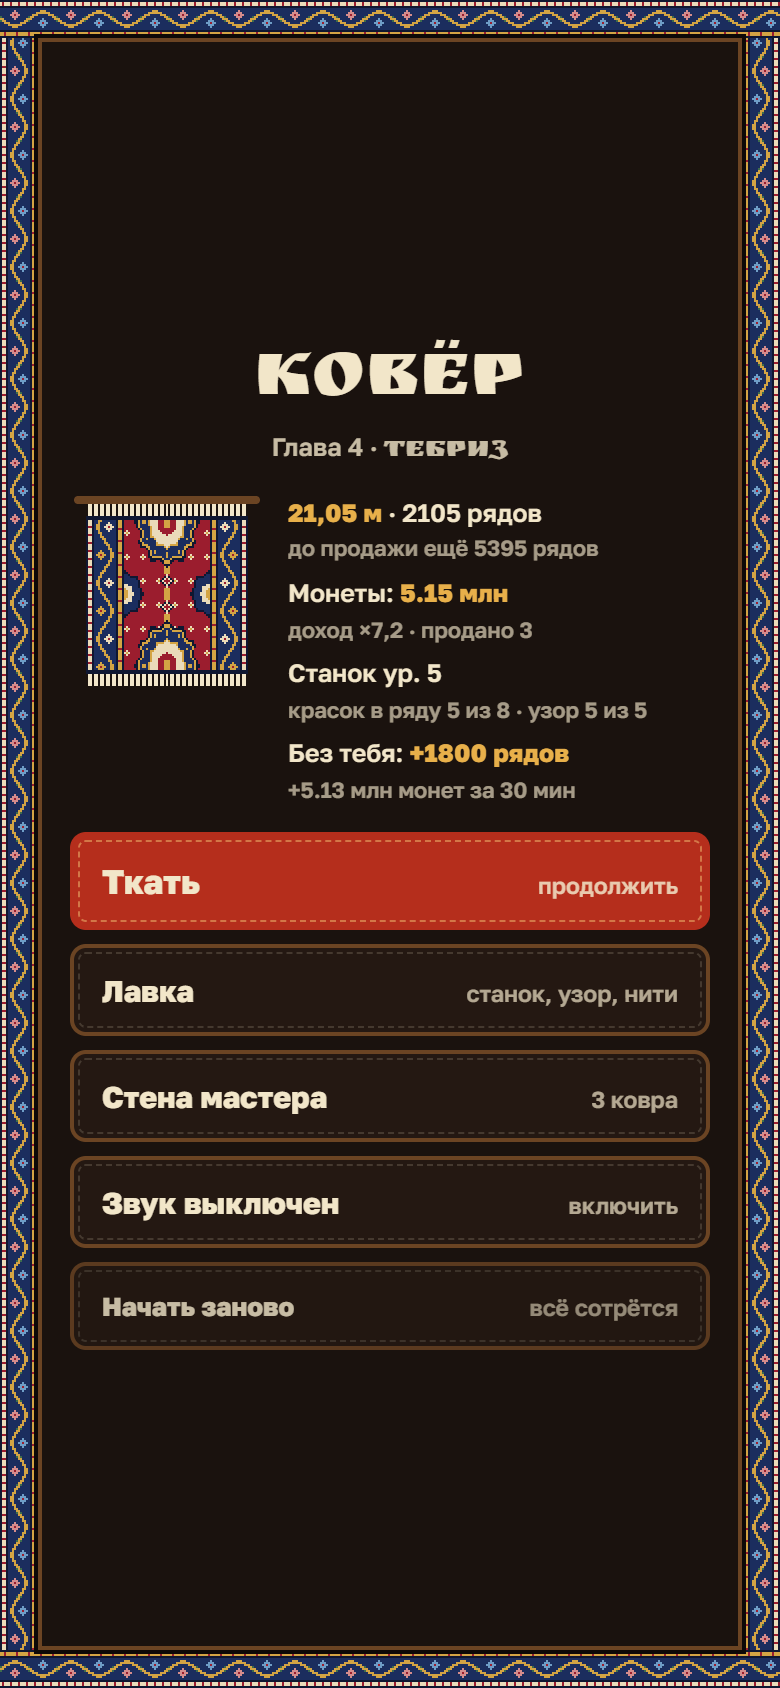 КОВЁР
Глава 4 · ТЕБРИЗ
21,05 м · 2105 рядов
до продажи ещё 5395 рядов
Монеты: 5.15 млн
доход ×7,2 · продано 3
Станок ур. 5
красок в ряду 5 из 8 · узор 5 из 5
Без тебя: +1800 рядов
+5.13 млн монет за 30 мин
Ткать продолжить
Лавка станок, узор, нити
Стена мастера 3 ковра
Звук выключен включить
Начать заново всё сотрётся